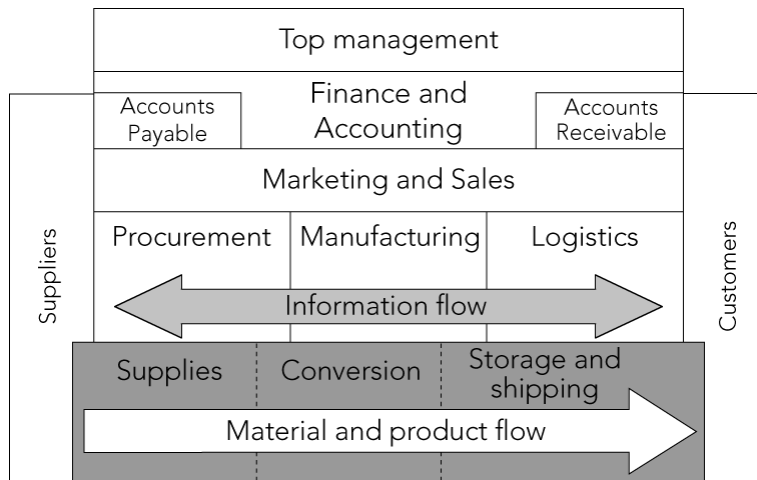 Top management
Finance and
Accounting
Accounts
Payable
Accounts
Receivable
Marketing and Sales
Procurement
Manufacturing
Logistics
Suppliers
Customers
Information flow
Supplies
Conversion
Storage and
shipping
Material and product flow